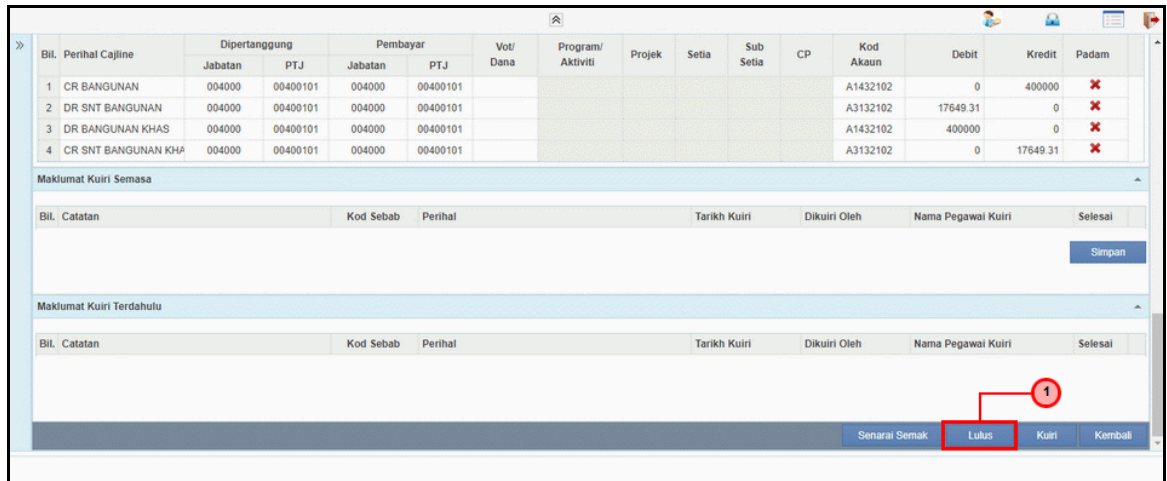 Bil. Perihal Cajline Dipertanggung Pembayar Vot/ Dana Program/ Aktiviti Projek Setia Sub Setia CP Kod Akaun Debit Kredit Padam
Jabatan PTJ Jabatan PTJ
1 CR BANGUNAN 004000 00400101 004000 00400101 A1432102 0 400000
2 DR SNT BANGUNAN 004000 00400101 004000 00400101 A3132102 17649.31 0
3 DR BANGUNAN KHAS 004000 00400101 004000 00400101 A1432102 400000 0
4 CR SNT BANGUNAN KHA 004000 00400101 004000 00400101 A3132102 0 17649.31
Maklumat Kuiri Semasa
Bil. Catatan Kod Sebab Perihal Tarikh Kuiri Dikuiri Oleh Nama Pegawai Kuiri Selesai
Simpan
Maklumat Kuiri Terdahulu
Bil. Catatan Kod Sebab Perihal Tarikh Kuiri Dikuiri Oleh Nama Pegawai Kuiri Selesai
1
Senarai Semak Lulus Kuiri Kembali